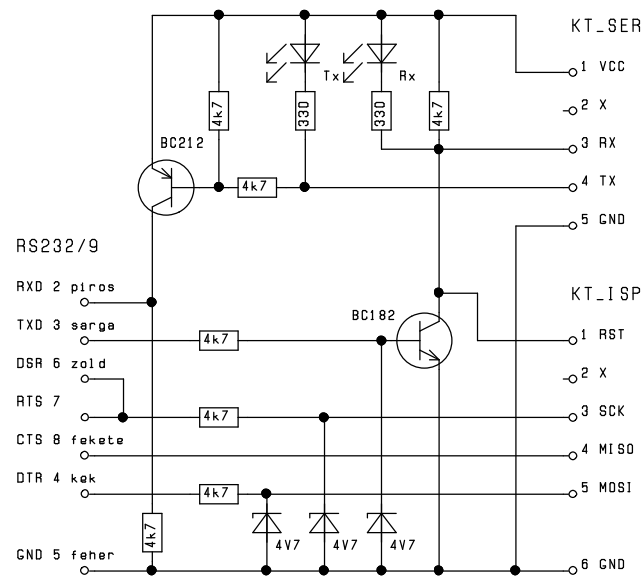 KT_SER
1 VCC
Tx
Rx
4k7
330
330
4k7
2 X
BC212
3 RX
4k7
4 TX
5 GND
RS232/9
RXD 2 piros
KT_ISP
TXD 3 sarga
4k7
BC182
1 RST
DSR 6 zold
2 X
RTS 7
4k7
3 SCK
CTS 8 fekete
4 MISO
DTR 4 kek
4k7
5 MOSI
4k7
4V7
4V7
4V7
GND 5 feher
6 GND